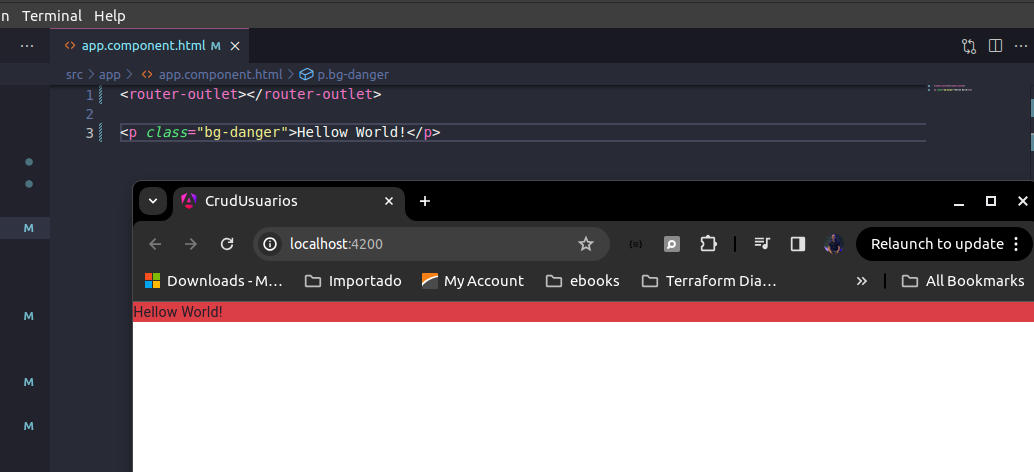 n Terminal Help
app.component.html M
src > app > app.component.html > p.bg-danger
1 <router-outlet></router-outlet>
2
3 <p class="bg-danger">Hellow World!</p>
M
M
M
M
CrudUsuarios
localhost:4200
Relaunch to update
Downloads - M... Importado My Account ebooks Terraform Dia... » All Bookmarks
Hellow World!